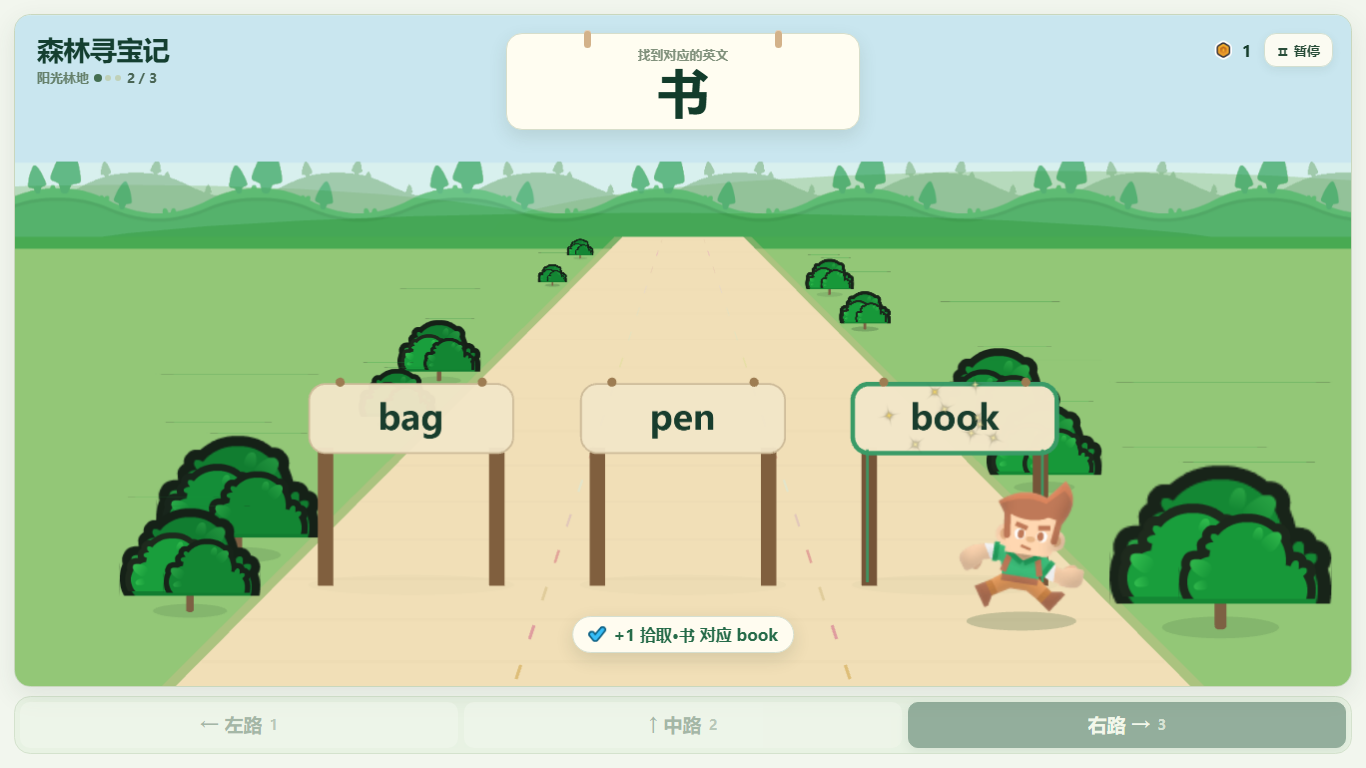 森林寻宝记
阳光林地 2 / 3
找到对应的英文
书
1
暂停
bag
pen
book
+1 拾取·书 对应 book
← 左路 1
↑ 中路 2
右路 → 3